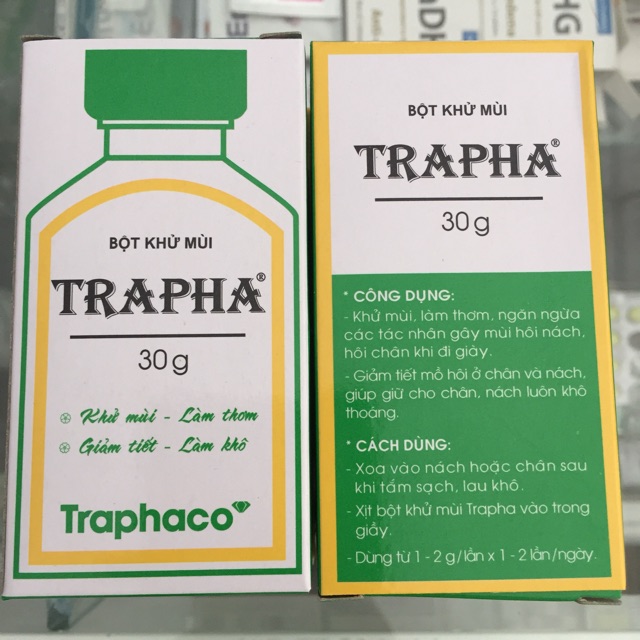 BỘT KHỬ MÙI
TRAPHA®
30g
Khử mùi - Làm thơm
Giảm tiết - Làm khô
Traphaco
BỘT KHỬ MÙI
TRAPHA®
30g
* CÔNG DỤNG:
- Khử mùi, làm thơm, ngăn ngừa
các tác nhân gây mùi hôi nách,
hôi chân khi đi giày.
- Giảm tiết mồ hôi ở chân và nách,
giúp giữ cho chân, nách luôn khô
thoáng.
* CÁCH DÙNG:
- Xoa vào nách hoặc chân sau
khi tắm sạch, lau khô.
- Xịt bột khử mùi Trapha vào trong
giầy.
- Dùng từ 1 - 2 g/lần x 1 - 2 lần/ngày.